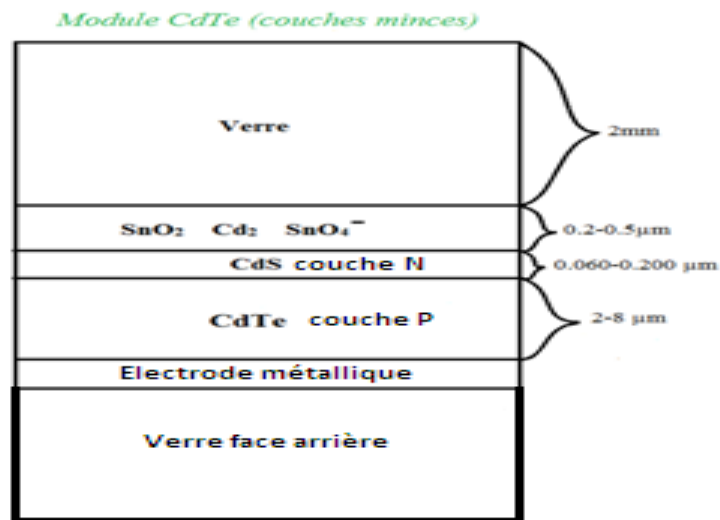 Module CdTe (couches minces)
Verre
2mm
SnO₂ Cd₂ SnO₄⁻
0.2-0.5µm
CdS couche N
0.060-0.200 µm
CdTe couche P
2-8 µm
Electrode métallique
Verre face arrière